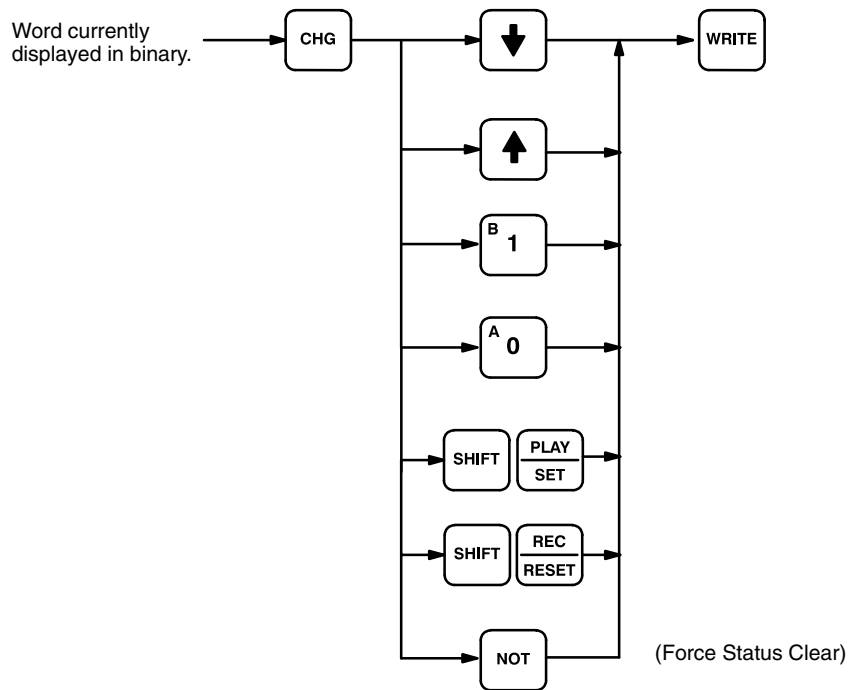 Word currently
displayed in binary.
CHG
WRITE
B
1
A
0
SHIFT
PLAY
SET
SHIFT
REC
RESET
NOT
(Force Status Clear)